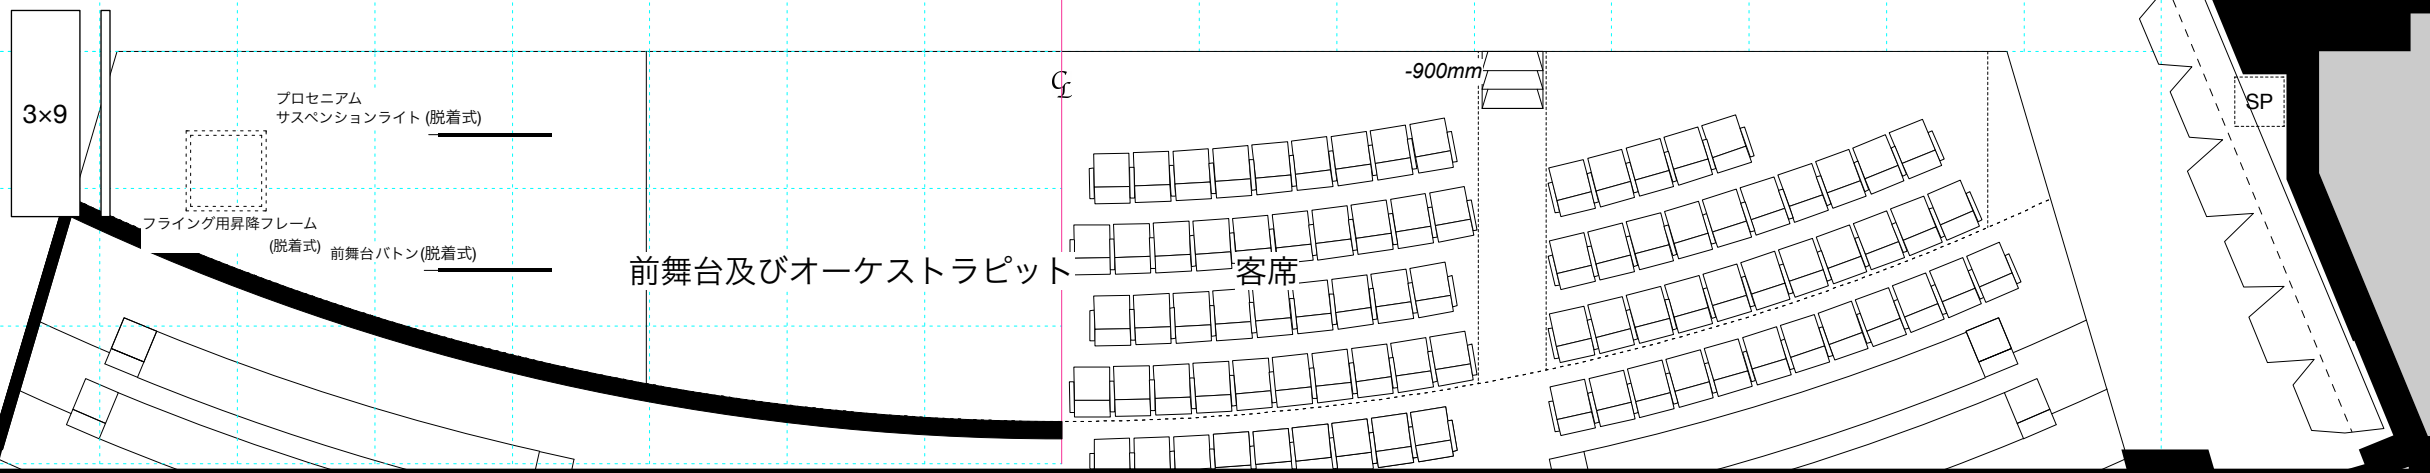 3×9
プロセニアム
サスペンションライト (脱着式)
℄
-900mm
SP
フライング用昇降フレーム
(脱着式)
前舞台バトン(脱着式)
前舞台及びオーケストラピット
客席